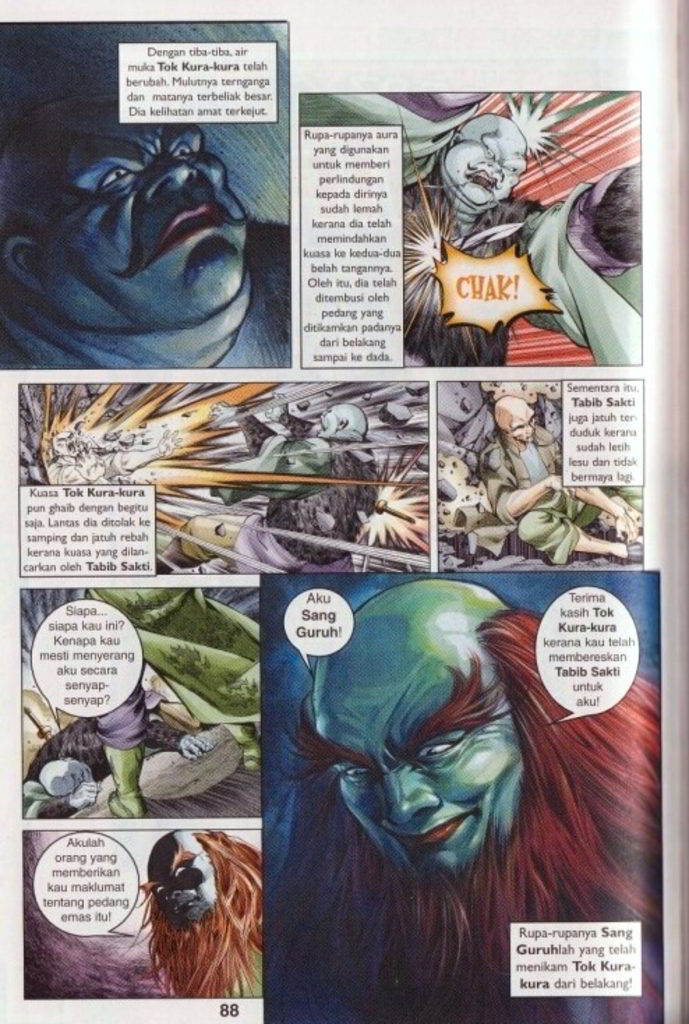 Dengan tiba-tiba, air
muka Tok Kura-kura telah
berubah. Mulutnya ternganga
dan matanya terbeliak besar.
Dia kelihatan amat terkejut.
Rupa-rupanya aura
yang digunakan
untuk memberi
perlindungan
kepada dirinya
sudah lemah
kerana dia telah
memindahkan
kuasa ke kedua-dua
belah tangannya.
Oleh itu, dia telah
ditembusi oleh
pedang yang
ditikamkan padanya
dari belakang
sampai ke dada.
CHAK!
Kuasa Tok Kura-kura
pun ghaib dengan begitu
saja. Lantas dia ditolak ke
samping dan jatuh rebah
kerana kuasa yang dilan-
carkan oleh Tabib Sakti.
Sementara itu,
Tabib Sakti
juga jatuh ter-
duduk kerana
sudah letih
lesu dan tidak
bermaya lagi.
Siapa...
siapa kau ini?
Kenapa kau
mesti menyerang
aku secara
senyap-
senyap?
Aku
Sang
Guruh!
Terima
kasih Tok
Kura-kura
kerana kau telah
membereskan
Tabib Sakti
untuk
aku!
Akulah
orang yang
memberikan
kau maklumat
tentang pedang
emas itu!
Rupa-rupanya Sang
Guruhlah yang telah
menikam Tok Kura-
kura dari belakang!
88